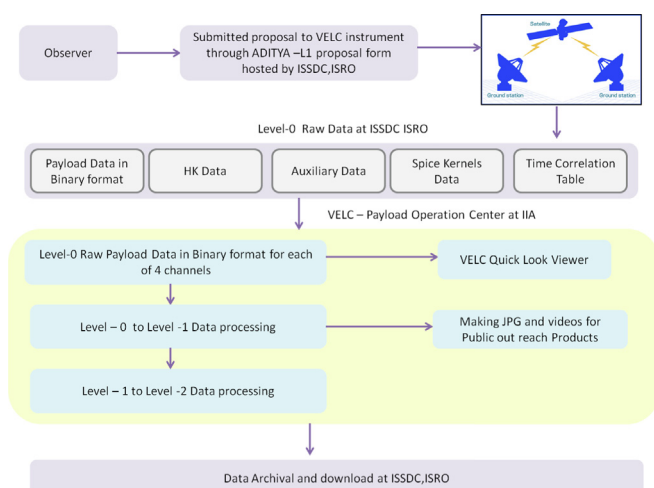 Observer
Submitted proposal to VELC instrument
through ADITYA –L1 proposal form
hosted by ISSDC,ISRO
Satellite
Ground station
Ground station
Level-0 Raw Data at ISSDC ISRO
Payload Data in
Binary format
HK Data
Auxiliary Data
Spice Kernels
Data
Time Correlation
Table
VELC – Payload Operation Center at IIA
Level-0 Raw Payload Data in Binary format for each
of 4 channels
VELC Quick Look Viewer
Level – 0 to Level -1 Data processing
Making JPG and videos for
Public out reach Products
Level – 1 to Level -2 Data processing
Data Archival and download at ISSDC,ISRO